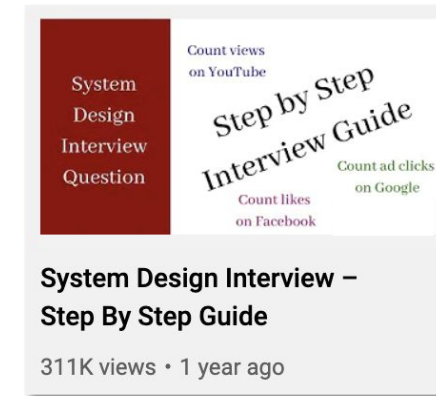 System
Design
Interview
Question
Count views
on YouTube
Step by Step
Interview Guide
Count ad clicks
on Google
Count likes
on Facebook
System Design Interview –
Step By Step Guide
311K views • 1 year ago